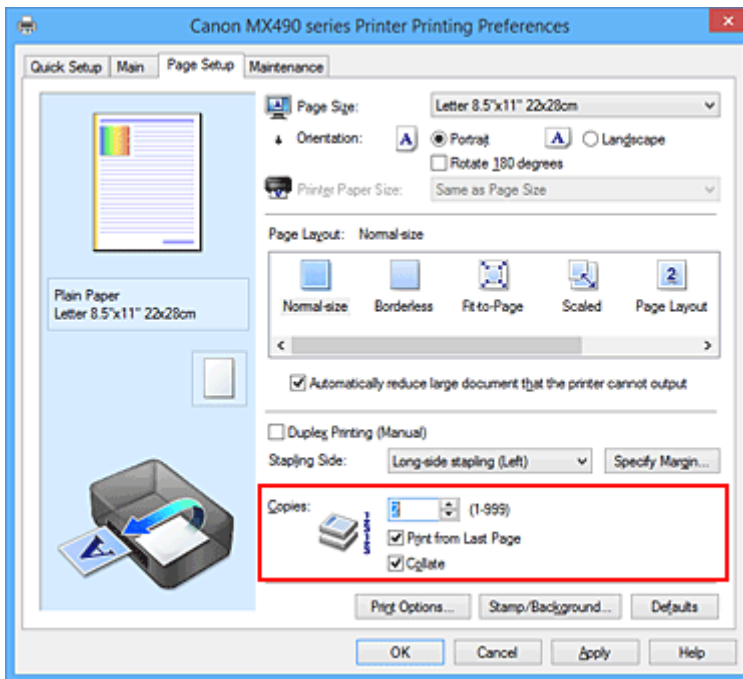 Canon MX490 series Printer Printing Preferences
Quick Setup Main Page Setup Maintenance
Page Size: Letter 8.5"x11" 22x28cm
Orientation: A Portrait A Landscape
Rotate 180 degrees
Printer Paper Size: Same as Page Size
Page Layout: Normal-size
2
Normal-size Borderless Fit-to-Page Scaled Page Layout
Plain Paper
Letter 8.5"x11" 22x28cm
Automatically reduce large document that the printer cannot output
Duplex Printing (Manual)
Stapling Side: Long-side stapling (Left) Specify Margin...
Copies: 2 (1-999)
Print from Last Page
Collate
A
Print Options... Stamp/Background... Defaults
OK Cancel Apply Help